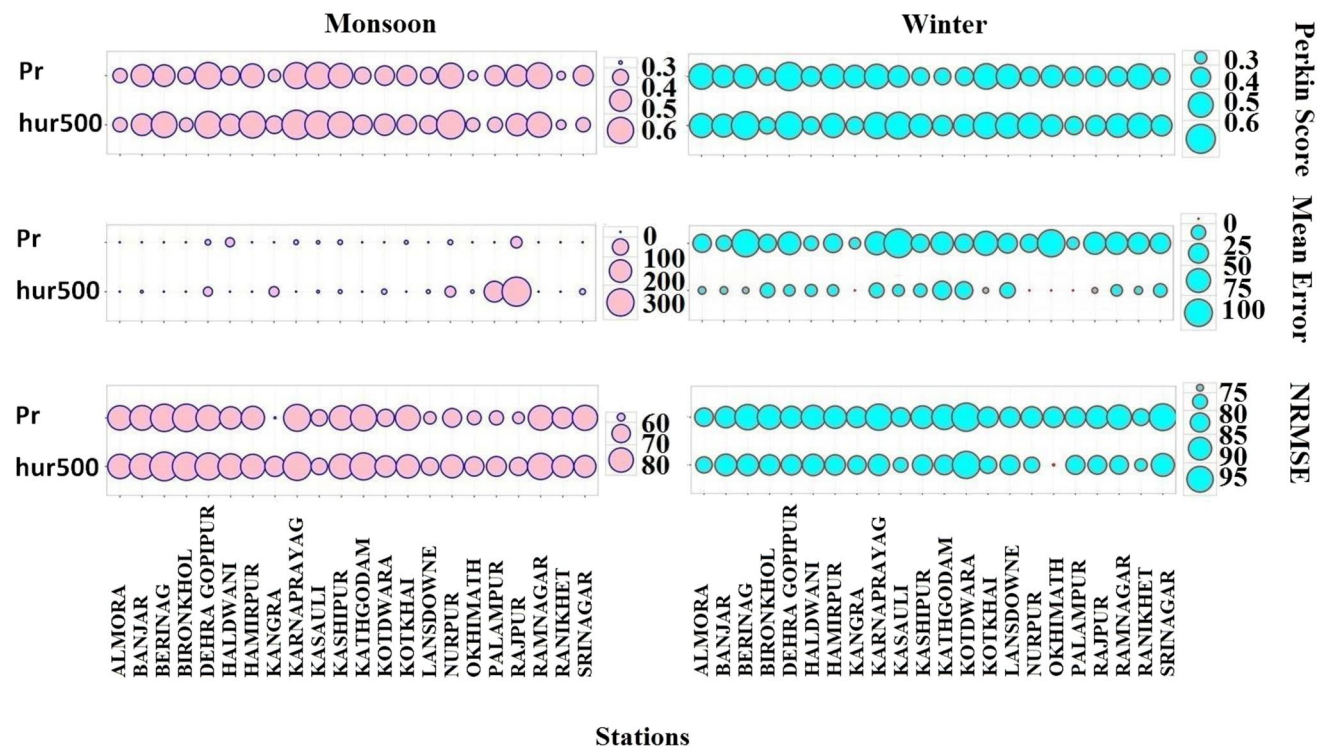 Monsoon
Winter
Pr
hur500
0.3
0.4
0.5
0.6
0.3
0.4
0.5
0.6
Perkin Score
Pr
hur500
0
100
200
300
0
25
50
75
100
Mean Error
Pr
hur500
60
70
80
75
80
85
90
95
NRMSE
ALMORA
BANJAR
BERINAG
BIRONKHOL
DEHRA GOPIPUR
HALDWANI
HAMIRPUR
KANGRA
KARNAPRAYAG
KASAULI
KASHIPUR
KATHGODAM
KOTDWARA
KOTKHAI
LANSDOWNE
NURPUR
OKHIMATH
PALAMPUR
RAJPUR
RAMNAGAR
RANIKHET
SRINAGAR
ALMORA
BANJAR
BERINAG
BIRONKHOL
DEHRA GOPIPUR
HALDWANI
HAMIRPUR
KANGRA
KARNAPRAYAG
KASAULI
KASHIPUR
KATHGODAM
KOTDWARA
KOTKHAI
LANSDOWNE
NURPUR
OKHIMATH
PALAMPUR
RAJPUR
RAMNAGAR
RANIKHET
SRINAGAR
Stations